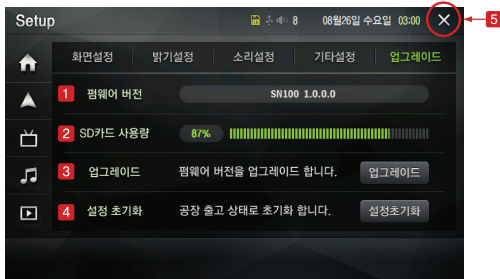 Setup 8 08월26일 수요일 03:00 5
화면설정 밝기설정 소리설정 기타설정 업그레이드
1 펌웨어 버전 SN100 1.0.0.0
2 SD카드 사용량 87%
3 업그레이드 펌웨어 버전을 업그레이드 합니다. 업그레이드
4 설정 초기화 공장 출고 상태로 초기화 합니다. 설정초기화